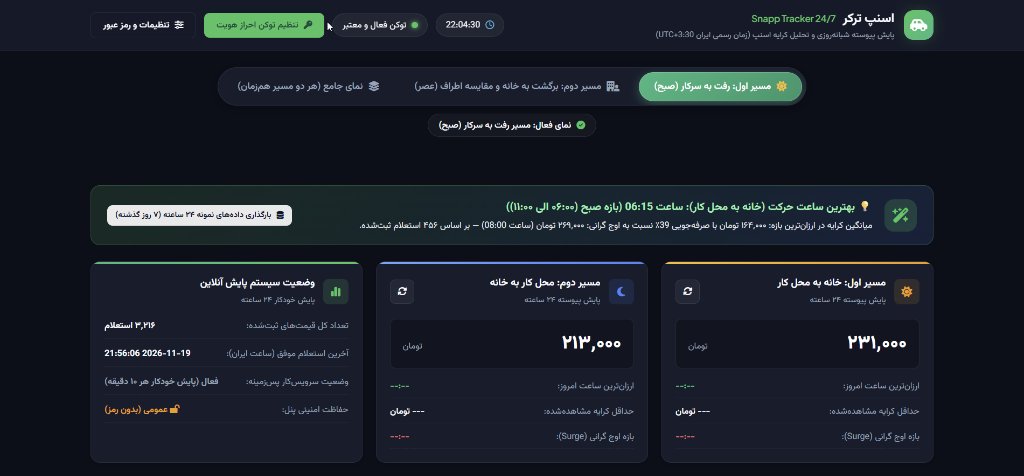 اسنپ ترکر Snapp Tracker 24/7
پایش پیوسته شبانه‌روزی و تحلیل کرایه اسنپ (زمان رسمی ایران UTC+3:30)
22:04:30
توکن فعال و معتبر
تنظیم توکن احراز هویت
تنظیمات و رمز عبور
مسیر اول: رفت به سرکار (صبح)
مسیر دوم: برگشت به خانه و مقایسه اطراف (عصر)
نمای جامع (هر دو مسیر هم‌زمان)
نمای فعال: مسیر رفت به سرکار (صبح)
بهترین ساعت حرکت (خانه به محل کار): ساعت 06:15 (بازه صبح (۰۶:۰۰ الی ۱۱:۰۰))
میانگین کرایه در ارزان‌ترین بازه: ۱۶۴,۰۰۰ تومان با صرفه‌جویی 39٪ نسبت به اوج گرانی: ۲۶۹,۰۰۰ تومان (ساعت 08:00) — بر اساس ۴۵۶ استعلام ثبت‌شده.
بارگذاری داده‌های نمونه ۲۴ ساعته (۷ روز گذشته)
مسیر اول: خانه به محل کار
پایش پیوسته ۲۴ ساعته
۲۳۱,۰۰۰ تومان
ارزان‌ترین ساعت امروز: --:--
حداقل کرایه مشاهده‌شده: --- تومان
بازه اوج گرانی (Surge): --:--
مسیر دوم: محل کار به خانه
پایش پیوسته ۲۴ ساعته
۲۱۳,۰۰۰ تومان
ارزان‌ترین ساعت امروز: --:--
حداقل کرایه مشاهده‌شده: --- تومان
بازه اوج گرانی (Surge): --:--
وضعیت سیستم پایش آنلاین
پایش خودکار ۲۴ ساعته
تعداد کل قیمت‌های ثبت‌شده: ۳,۲۱۶ استعلام
آخرین استعلام موفق (ساعت ایران): 2026-11-19 21:56:06
وضعیت سرویس‌کار پس‌زمینه: فعال (پایش خودکار هر ۱۰ دقیقه)
حفاظت امنیتی پنل: عمومی (بدون رمز)